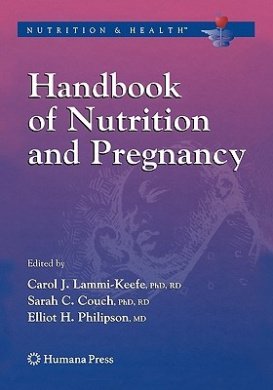 NUTRITION & HEALTH™
Handbook
of Nutrition
and Pregnancy
Edited by
Carol J. Lammi-Keefe, PhD, RD
Sarah C. Couch, PhD, RD
Elliot H. Philipson, MD
Humana Press